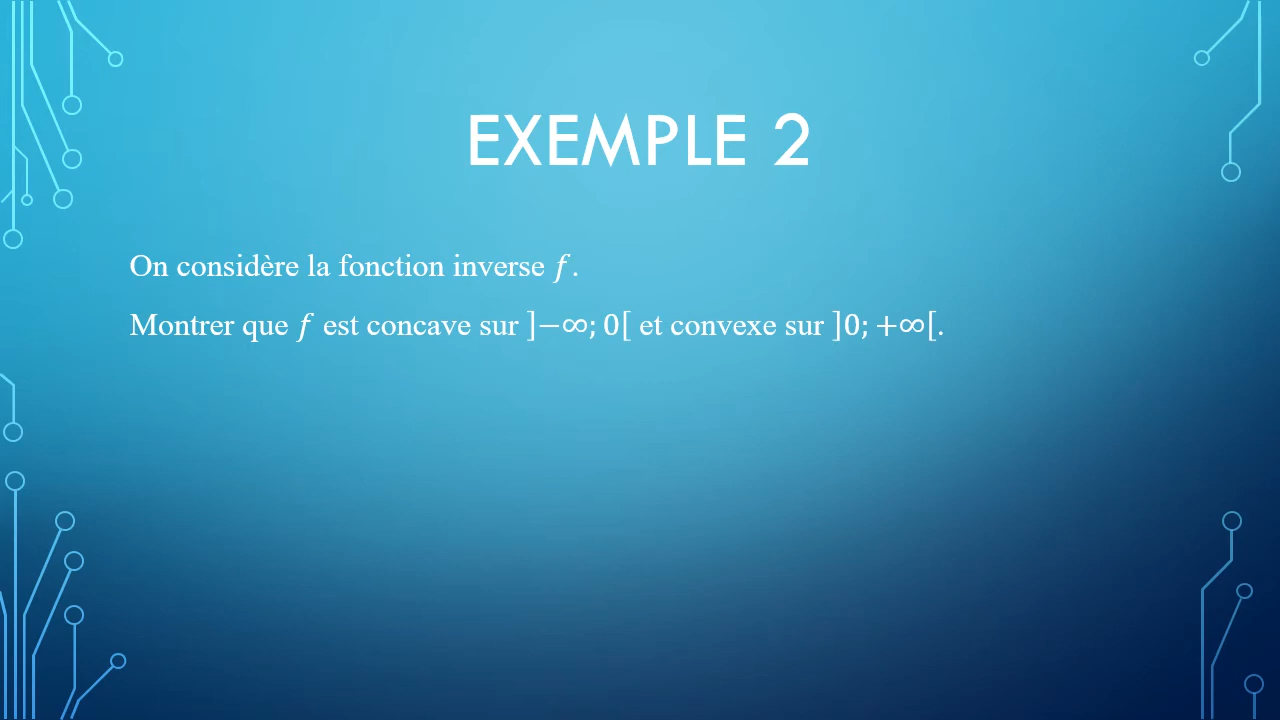 EXEMPLE 2
On considère la fonction inverse 𝑓.
Montrer que 𝑓 est concave sur ]−∞; 0[ et convexe sur ]0; +∞[.